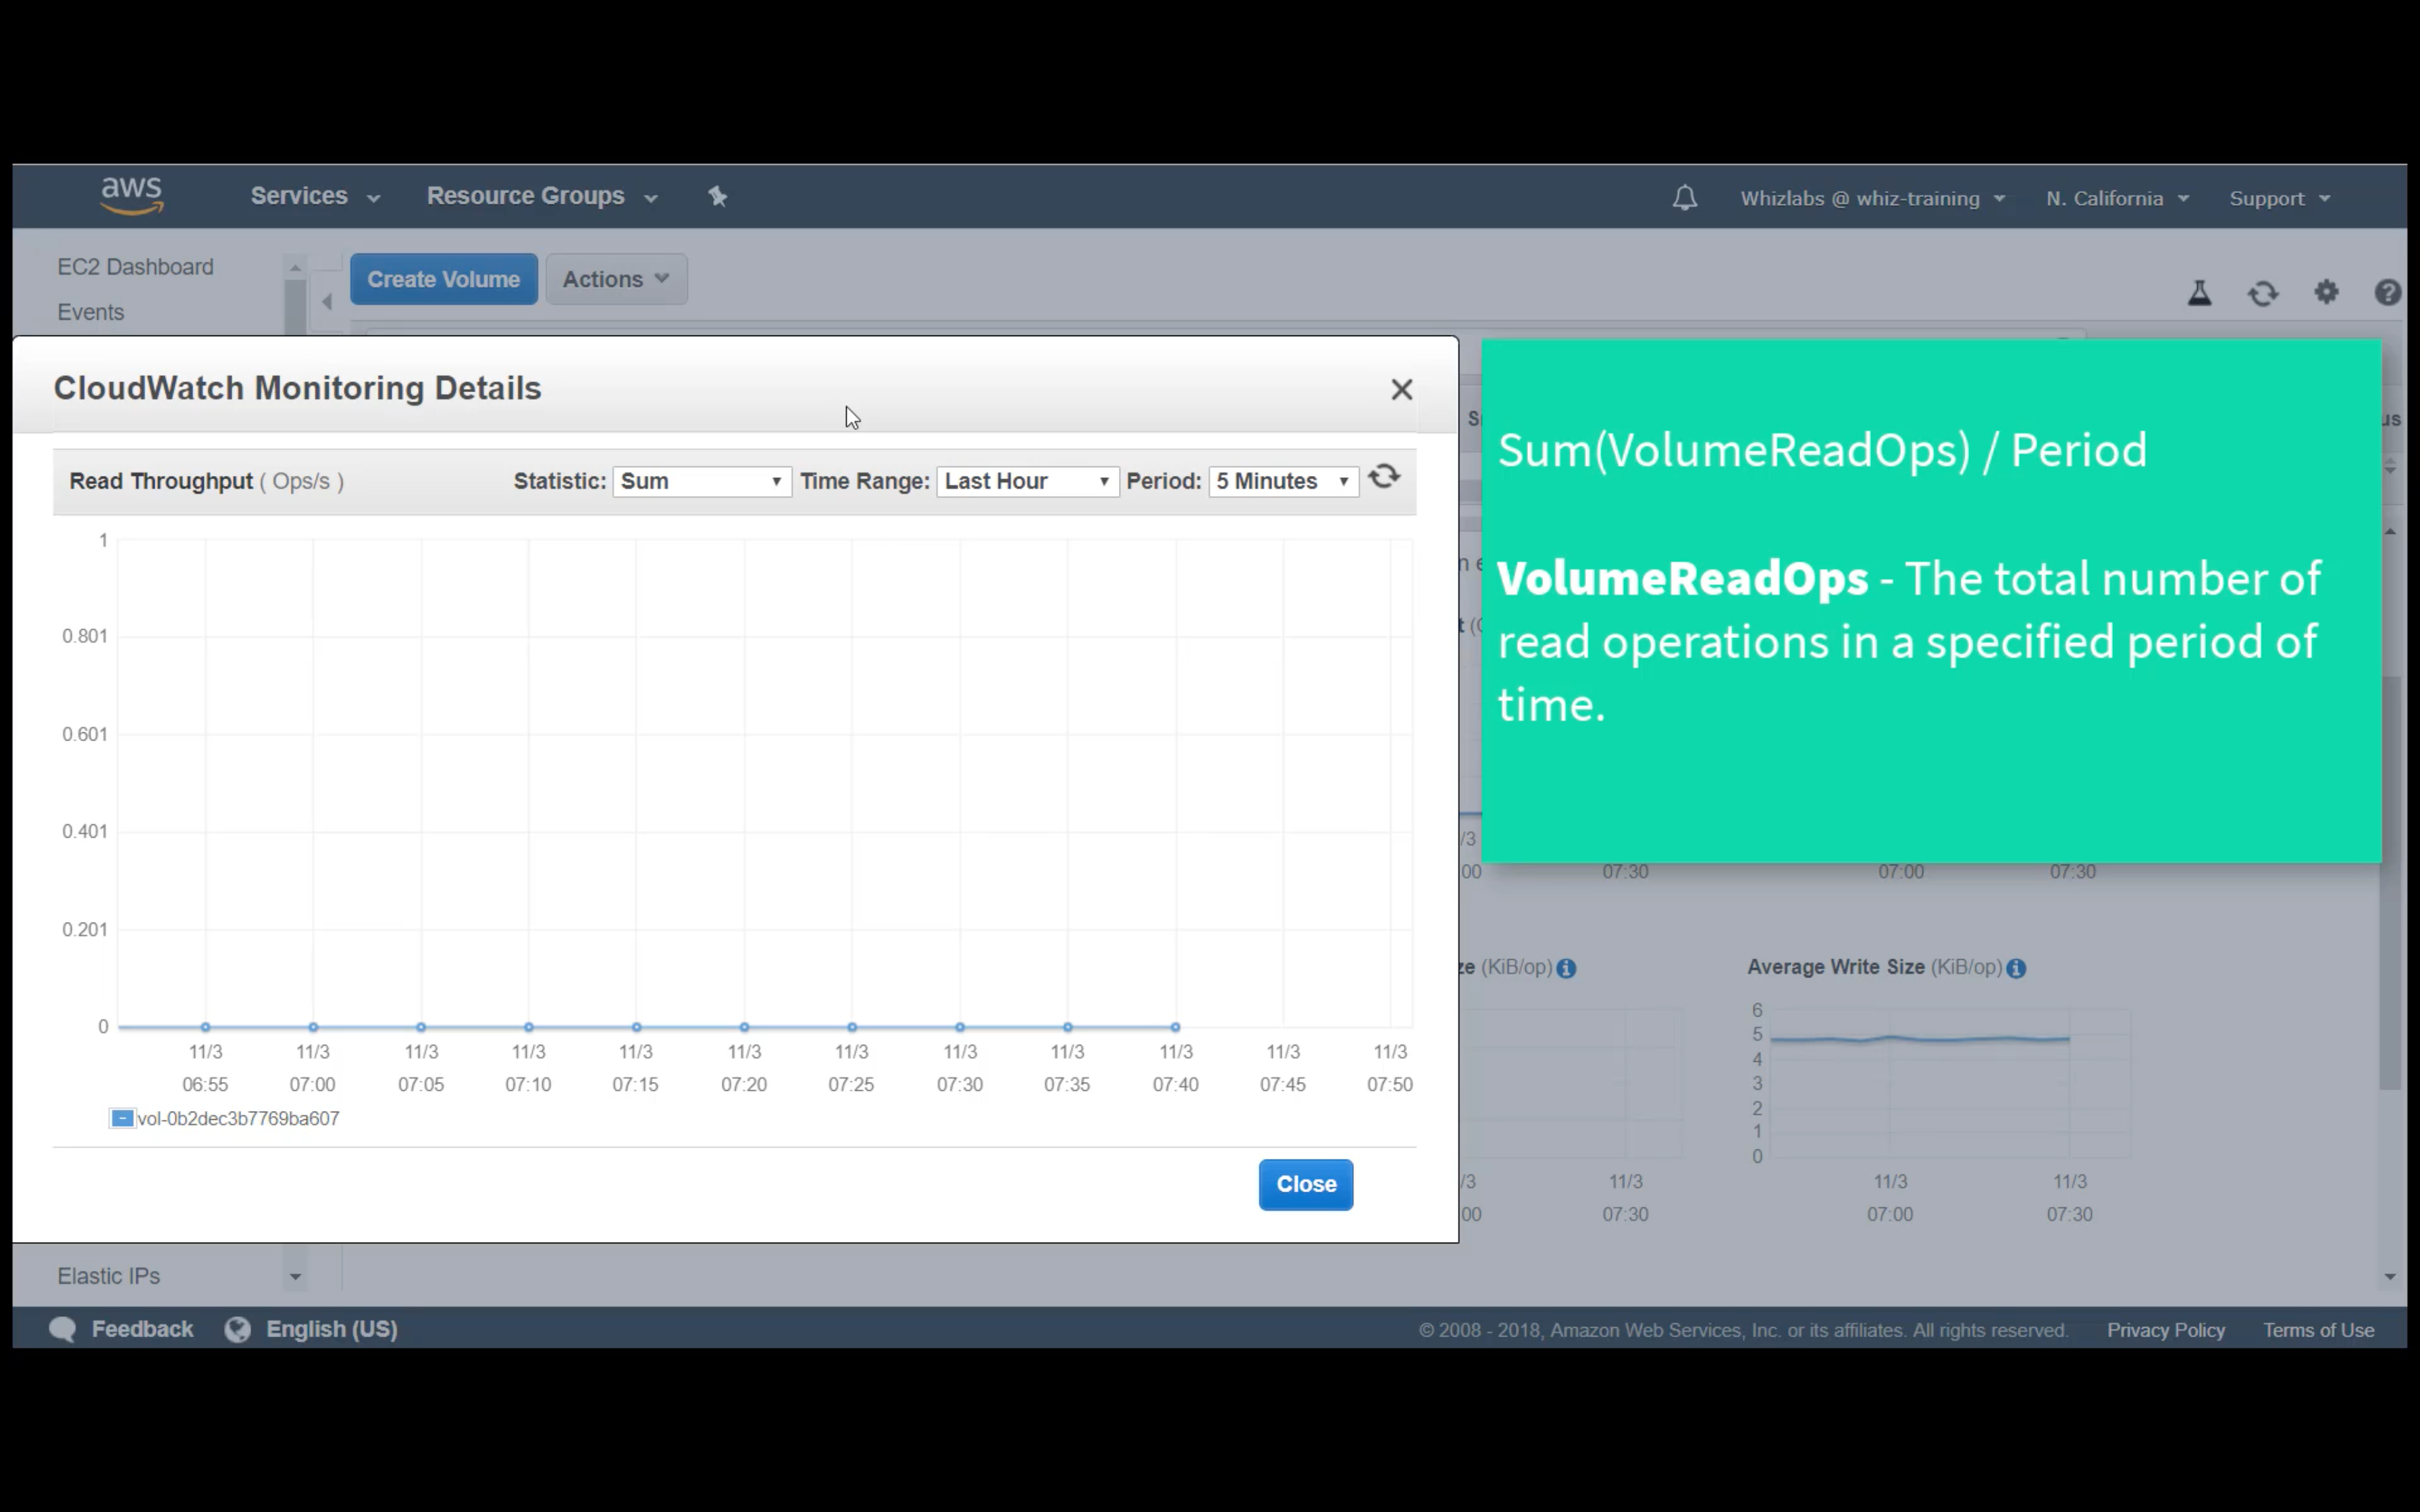 aws Services Resource Groups Whizlabs @ whiz-training N. California Support
EC2 Dashboard
Events
Create Volume Actions
CloudWatch Monitoring Details
Read Throughput ( Ops/s ) Statistic: Sum Time Range: Last Hour Period: 5 Minutes
1
0.801
0.601
0.401
0.201
0
11/3 11/3 11/3 11/3 11/3 11/3 11/3 11/3 11/3 11/3 11/3 11/3
06:55 07:00 07:05 07:10 07:15 07:20 07:25 07:30 07:35 07:40 07:45 07:50
vol-0b2dec3b7769ba607
Close
Sum(VolumeReadOps) / Period
VolumeReadOps - The total number of
read operations in a specified period of
time.
/3
00 07:30 07:00 07:30
ze (KiB/op)
/3 11/3
00 07:30
Average Write Size (KiB/op)
6
5
4
3
2
1
0
11/3 11/3
07:00 07:30
Elastic IPs
Feedback English (US) © 2008 - 2018, Amazon Web Services, Inc. or its affiliates. All rights reserved. Privacy Policy Terms of Use